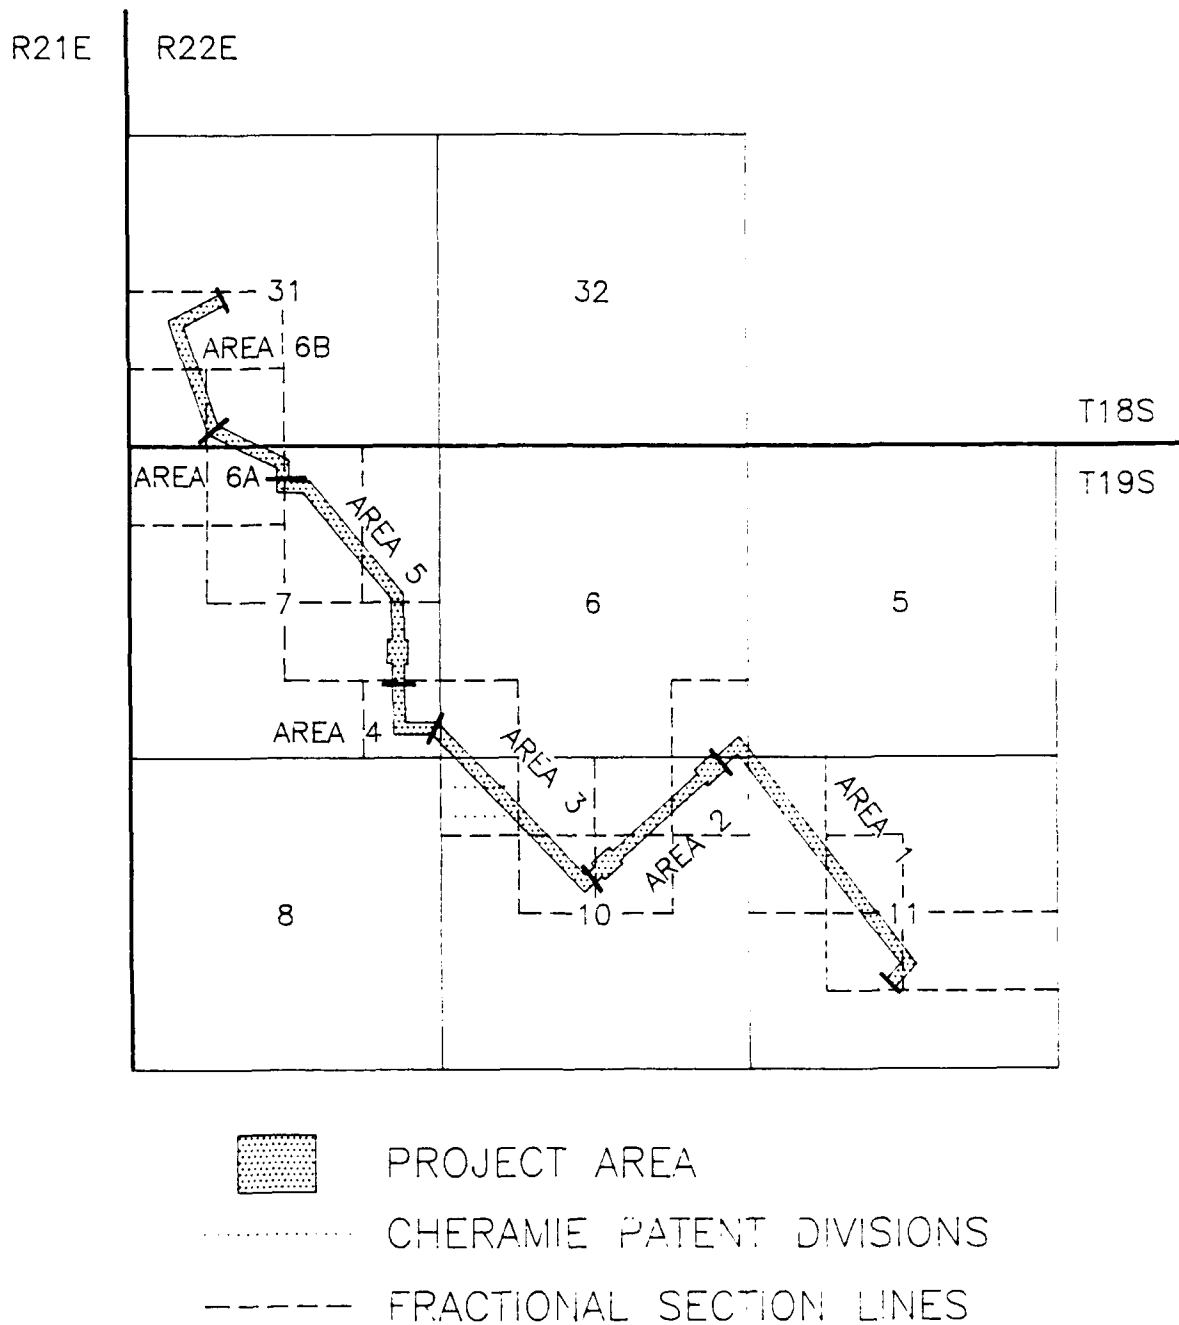 R21E R22E
31
32
AREA 6B
T18S
AREA 6A
T19S
AREA 5
7
6
5
AREA 4
AREA 3
AREA 2
AREA 1
8
10
11
PROJECT AREA
CHERAMIE PATENT DIVISIONS
FRACTIONAL SECTION LINES